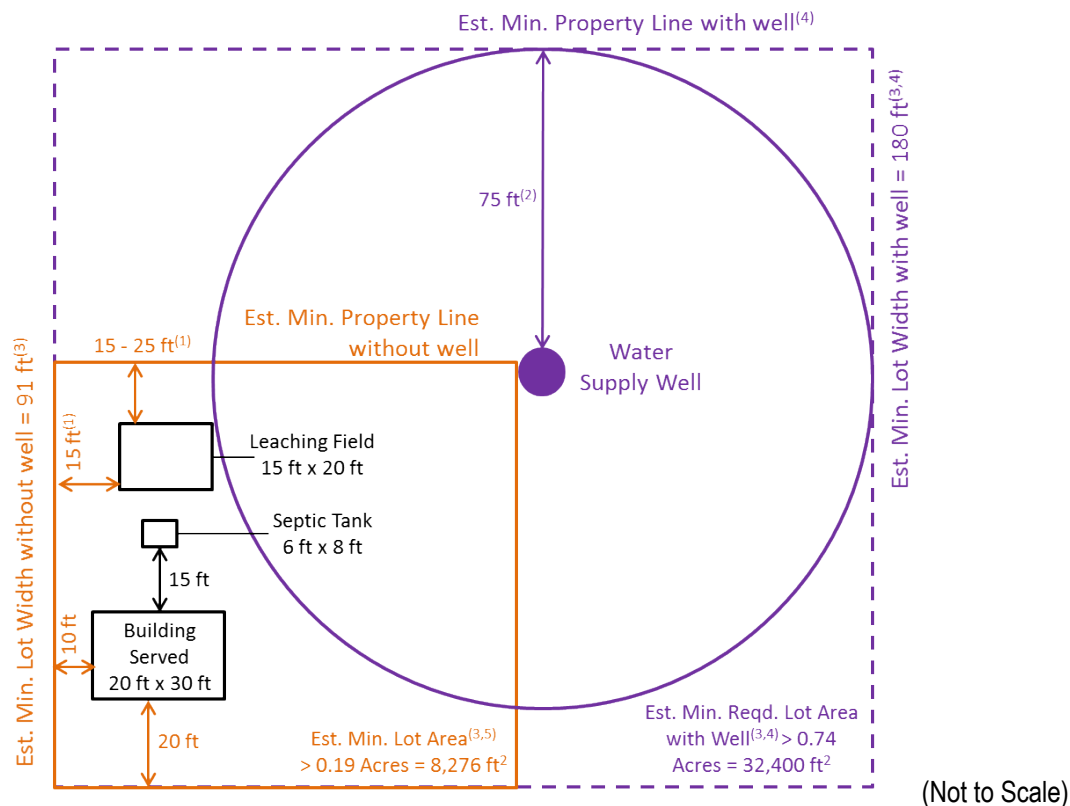 Est. Min. Property Line with well(4)
Est. Min. Lot Width with well = 180 ft(3,4)
75 ft(2)
Est. Min. Property Line
without well
15 - 25 ft(1)
Water
Supply Well
Est. Min. Lot Width without well = 91 ft(3)
15 ft(1)
Leaching Field
15 ft x 20 ft
Septic Tank
6 ft x 8 ft
15 ft
10 ft
Building
Served
20 ft x 30 ft
20 ft
Est. Min. Lot Area(3,5)
> 0.19 Acres = 8,276 ft2
Est. Min. Reqd. Lot Area
with Well(3,4) > 0.74
Acres = 32,400 ft2
(Not to Scale)